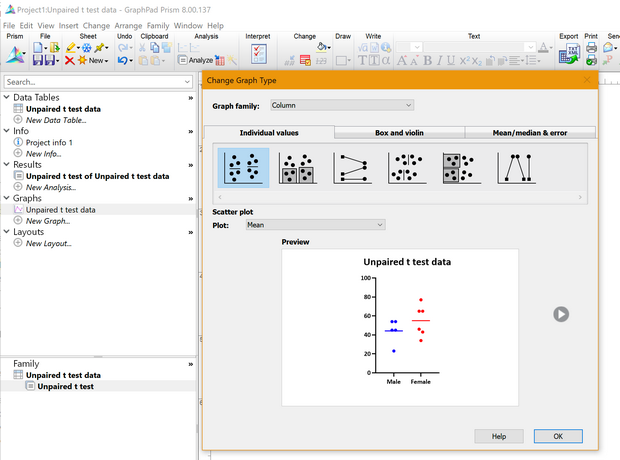 Project1:Unpaired t test data - GraphPad Prism 8.00.137
File Edit View Insert Change Arrange Family Window Help
Prism File Sheet Undo Clipboard Analysis Interpret Change Draw Write Text Export Print Send
New Analyze
Search...
Data Tables
Unpaired t test data
New Data Table...
Info
Project info 1
New Info...
Results
Unpaired t test of Unpaired t test data
New Analysis...
Graphs
Unpaired t test data
New Graph...
Layouts
New Layout...
Family
Unpaired t test data
Unpaired t test
Change Graph Type
Graph family: Column
Individual values Box and violin Mean/median & error
Scatter plot
Plot: Mean
Preview
Unpaired t test data
100
80
60
40
20
0
Male Female
Help OK